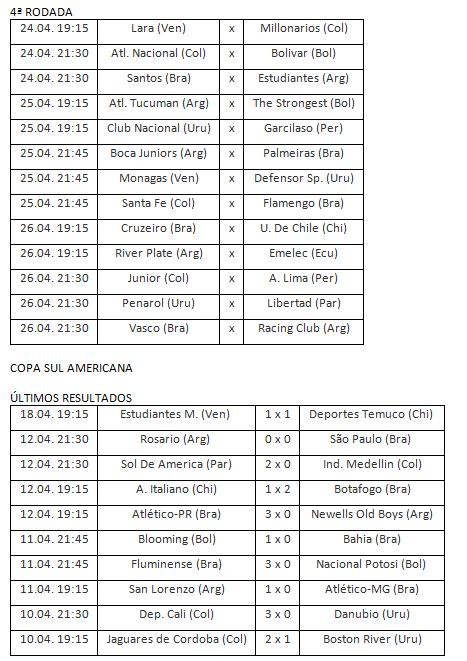 4ª RODADA
24.04. 19:15 Lara (Ven) x Millonarios (Col)
24.04. 21:30 Atl. Nacional (Col) x Bolivar (Bol)
24.04. 21:30 Santos (Bra) x Estudiantes (Arg)
25.04. 19:15 Atl. Tucuman (Arg) x The Strongest (Bol)
25.04. 19:15 Club Nacional (Uru) x Garcilaso (Per)
25.04. 21:45 Boca Juniors (Arg) x Palmeiras (Bra)
25.04. 21:45 Monagas (Ven) x Defensor Sp. (Uru)
25.04. 21:45 Santa Fe (Col) x Flamengo (Bra)
26.04. 19:15 Cruzeiro (Bra) x U. De Chile (Chi)
26.04. 19:15 River Plate (Arg) x Emelec (Ecu)
26.04. 21:30 Junior (Col) x A. Lima (Per)
26.04. 21:30 Penarol (Uru) x Libertad (Par)
26.04. 21:30 Vasco (Bra) x Racing Club (Arg)
COPA SUL AMERICANA
ÚLTIMOS RESULTADOS
18.04. 19:15 Estudiantes M. (Ven) 1 x 1 Deportes Temuco (Chi)
12.04. 21:30 Rosario (Arg) 0 x 0 São Paulo (Bra)
12.04. 21:30 Sol De America (Par) 2 x 0 Ind. Medellin (Col)
12.04. 19:15 A. Italiano (Chi) 1 x 2 Botafogo (Bra)
12.04. 19:15 Atlético-PR (Bra) 3 x 0 Newells Old Boys (Arg)
11.04. 21:45 Blooming (Bol) 1 x 0 Bahia (Bra)
11.04. 21:45 Fluminense (Bra) 3 x 0 Nacional Potosi (Bol)
11.04. 19:15 San Lorenzo (Arg) 1 x 0 Atlético-MG (Bra)
10.04. 21:30 Dep. Cali (Col) 3 x 0 Danubio (Uru)
10.04. 19:15 Jaguares de Cordoba (Col) 2 x 1 Boston River (Uru)